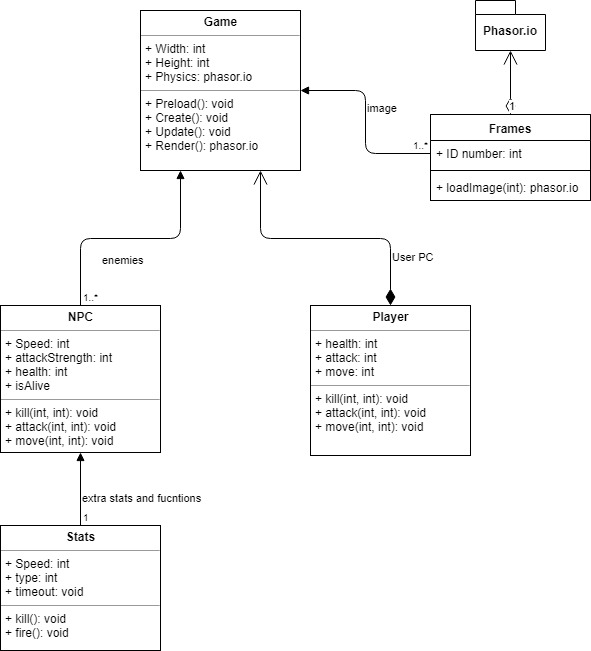 Game
+ Width: int
+ Height: int
+ Physics: phasor.io
+ Preload(): void
+ Create(): void
+ Update(): void
+ Render(): phasor.io
Phasor.io
1
image
1..*
Frames
+ ID number: int
+ loadImage(int): phasor.io
enemies
1..*
User PC
NPC
+ Speed: int
+ attackStrength: int
+ health: int
+ isAlive
+ kill(int, int): void
+ attack(int, int): void
+ move(int, int): void
Player
+ health: int
+ attack: int
+ move: int
+ kill(int, int): void
+ attack(int, int): void
+ move(int, int): void
extra stats and fucntions
1
Stats
+ Speed: int
+ type: int
+ timeout: void
+ kill(): void
+ fire(): void